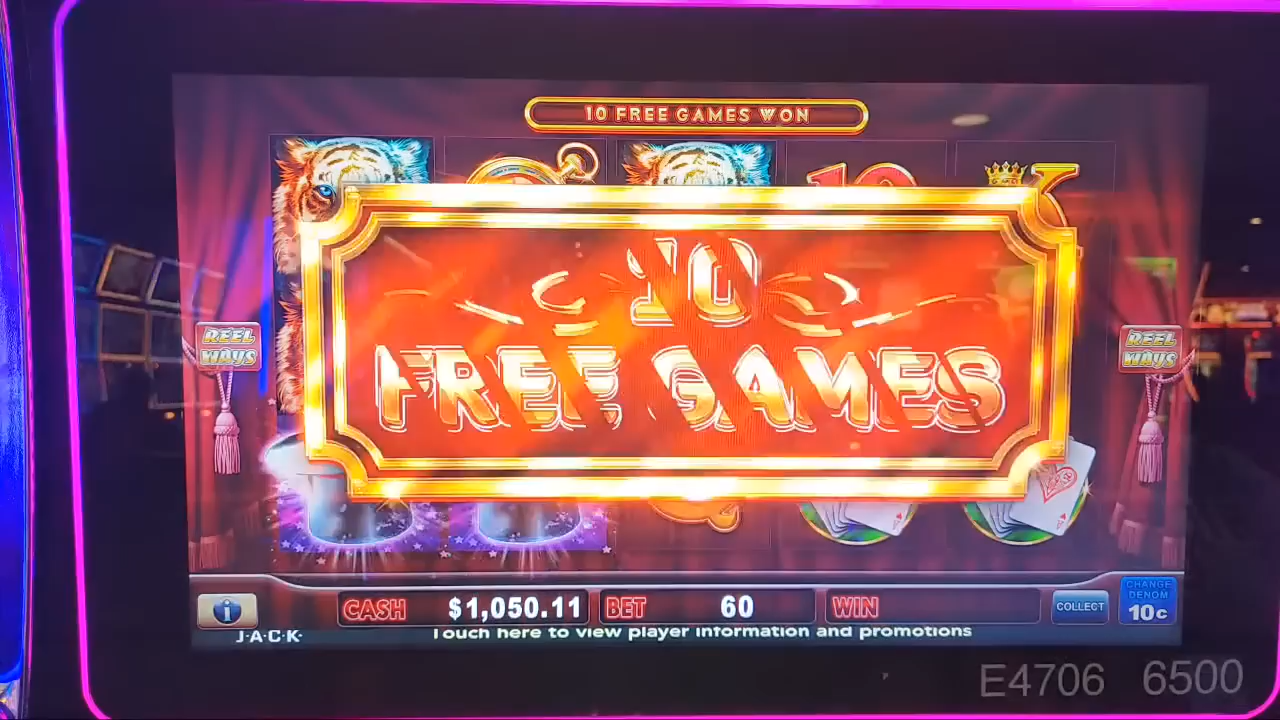 10 FREE GAMES WON
10
FREE GAMES
REEL
WAYS
REEL
WAYS
CASH $1,050.11 BET 60 WIN COLLECT
CHANGE
DENOM
10c
J·A·C·K·
Touch here to view player information and promotions
E4706 6500